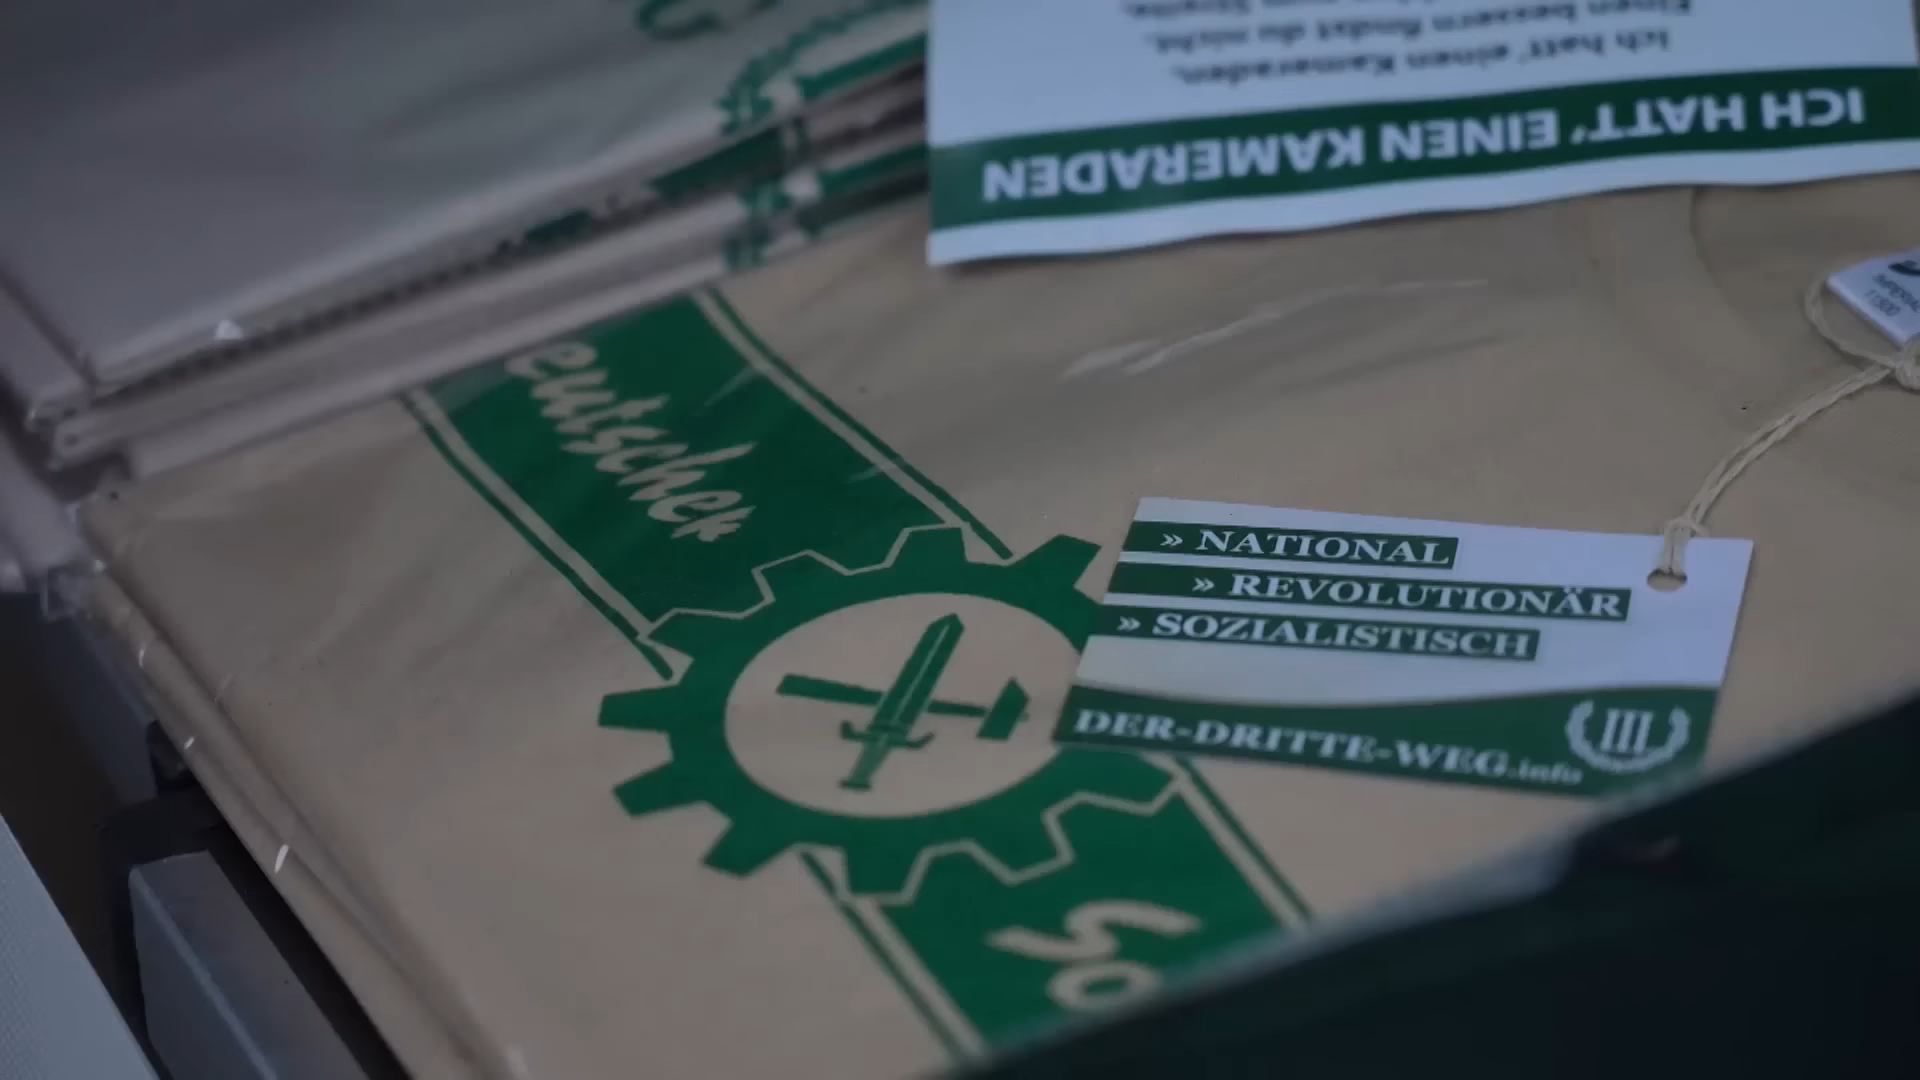 ICH HATT' EINEN KAMERADEN
Ich hatt' einen Kameraden,
Einen bessern findst du nicht.
eutscher
So
» NATIONAL
» REVOLUTIONÄR
» SOZIALISTISCH
DER-DRITTE-WEG.info
III